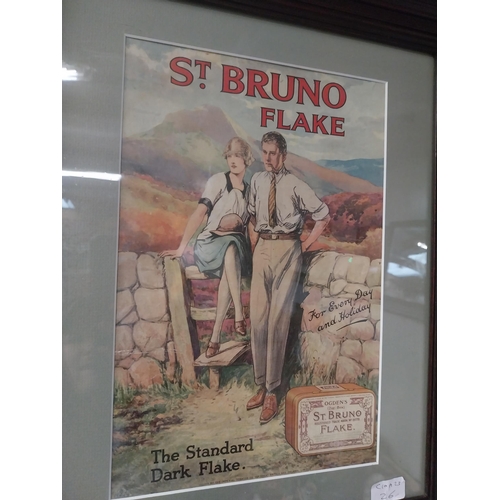 ST BRUNO
FLAKE
For Every Day
and Holiday
OGDEN'S
ST BRUNO
FLAKE.
The Standard
Dark Flake.